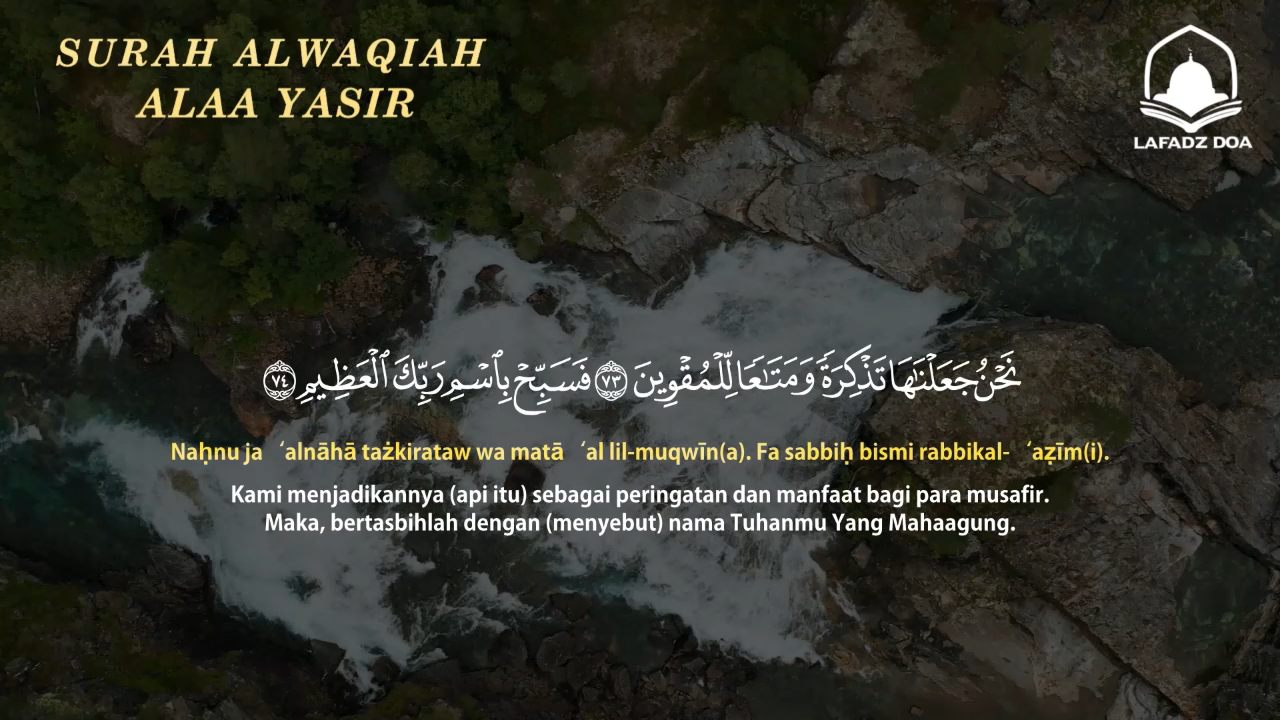 SURAH ALWAQIAH
ALAA YASIR
LAFADZ DOA
نَحْنُ جَعَلْنَٰهَا تَذْكِرَةً وَمَتَٰعًا لِّلْمُقْوِينَ ﴿٧٣﴾ فَسَبِّحْ بِٱسْمِ رَبِّكَ ٱلْعَظِيمِ ﴿٧٤﴾
Naḥnu ja‘alnāhā tażkirataw wa matā‘al lil-muqwīn(a). Fa sabbiḥ bismi rabbikal-‘aẓīm(i).
Kami menjadikannya (api itu) sebagai peringatan dan manfaat bagi para musafir.
Maka, bertasbihlah dengan (menyebut) nama Tuhanmu Yang Mahaagung.